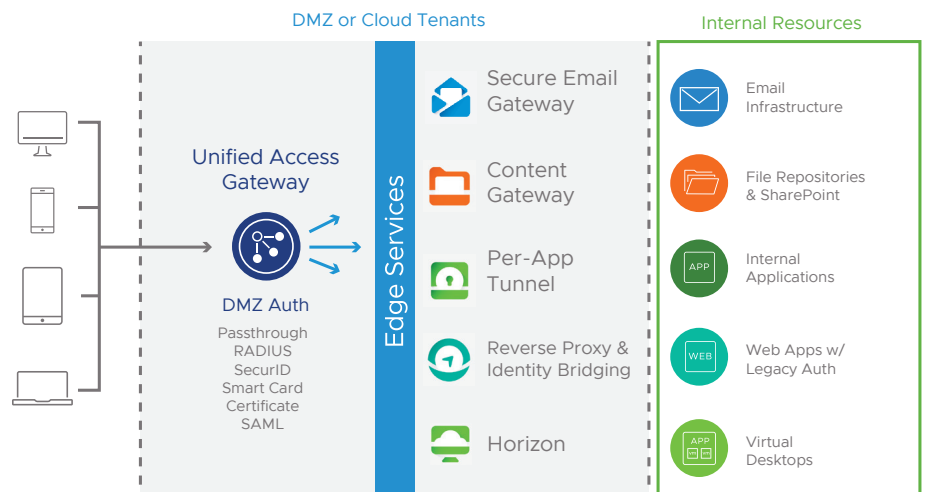 DMZ or Cloud Tenants
Internal Resources
Unified Access
Gateway
DMZ Auth
Passthrough
RADIUS
SecurID
Smart Card
Certificate
SAML
Edge Services
Secure Email
Gateway
Content
Gateway
Per-App
Tunnel
Reverse Proxy &
Identity Bridging
Horizon
Email
Infrastructure
File Repositories
& SharePoint
APP
Internal
Applications
WEB
Web Apps w/
Legacy Auth
APP
Virtual
Desktops